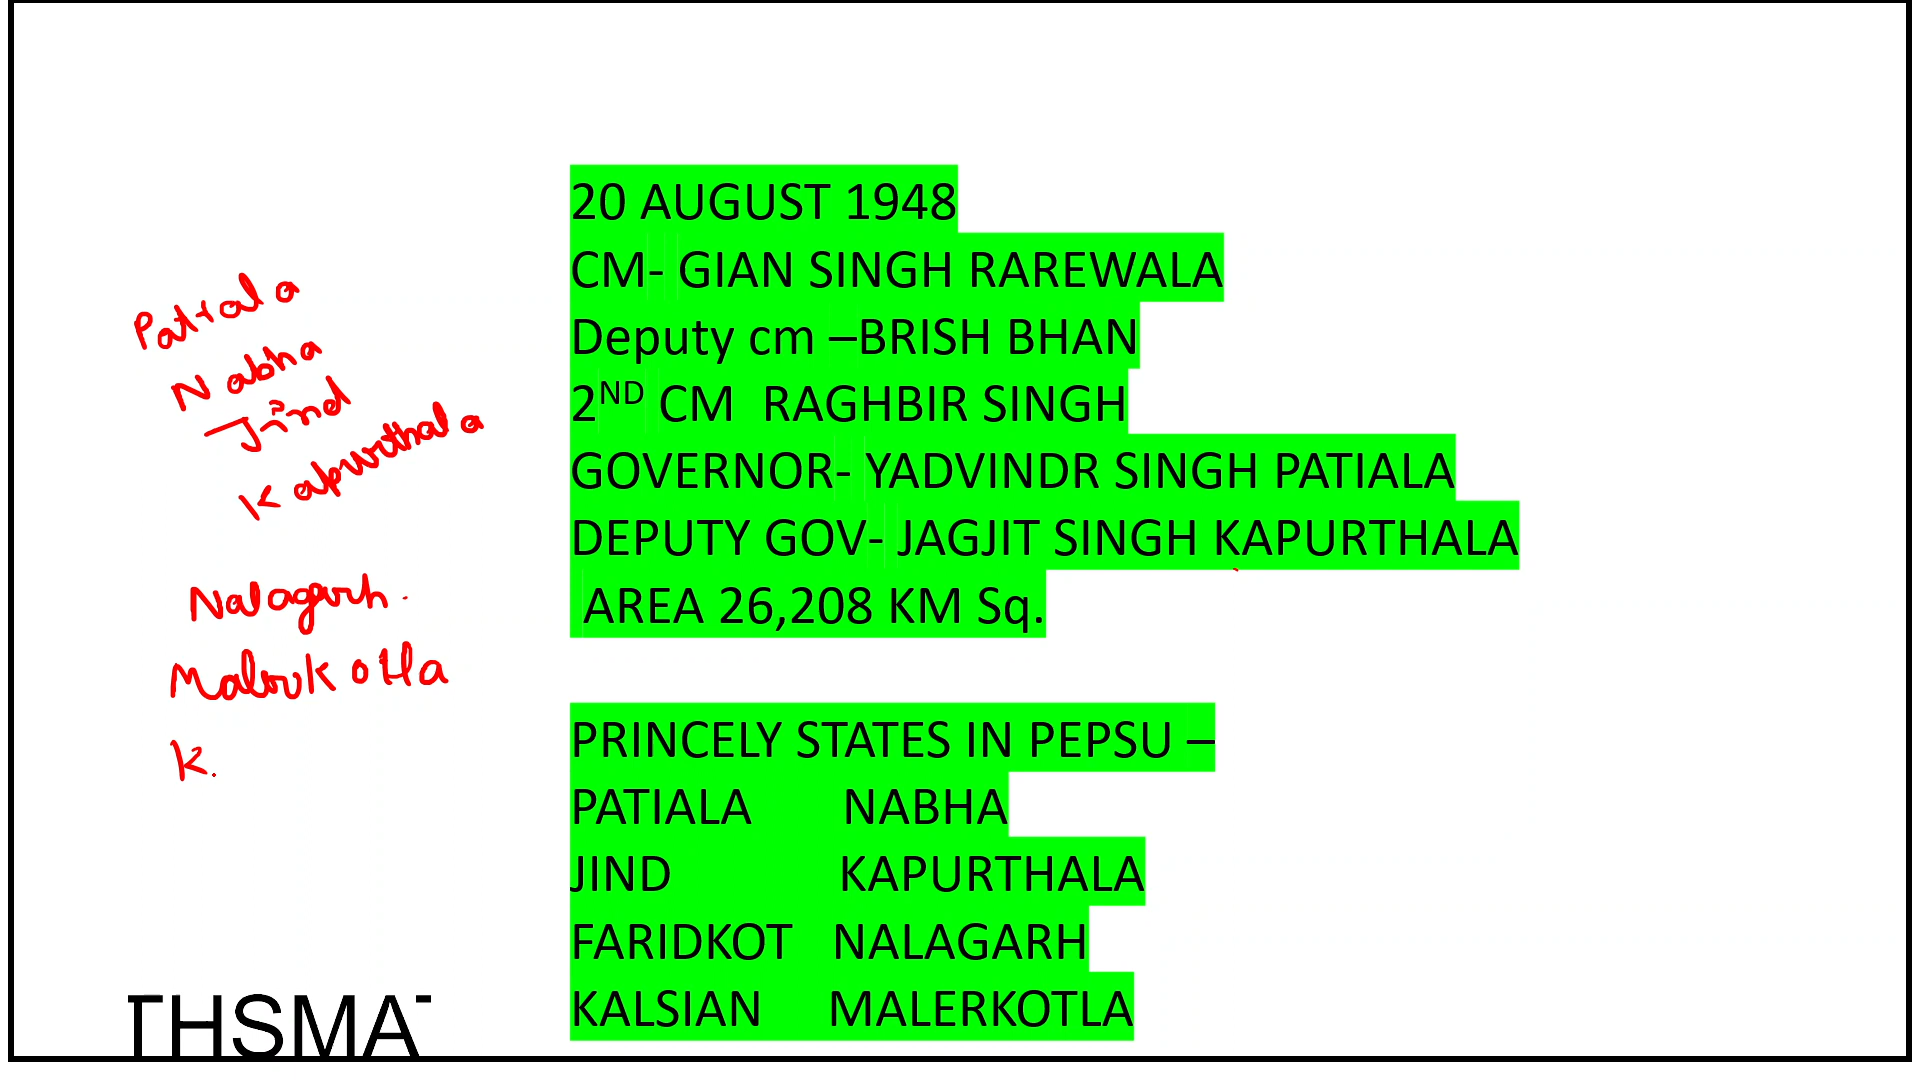 20 AUGUST 1948
CM- GIAN SINGH RAREWALA
Deputy cm –BRISH BHAN
2ND CM RAGHBIR SINGH
GOVERNOR- YADVINDR SINGH PATIALA
DEPUTY GOV- JAGJIT SINGH KAPURTHALA
AREA 26,208 KM Sq.
PRINCELY STATES IN PEPSU –
PATIALA NABHA
JIND KAPURTHALA
FARIDKOT NALAGARH
KALSIAN MALERKOTLA
Patiala
Nabha
Jind
Kapurthala
Nalagarh.
Malerkotla
K.
THSMAT